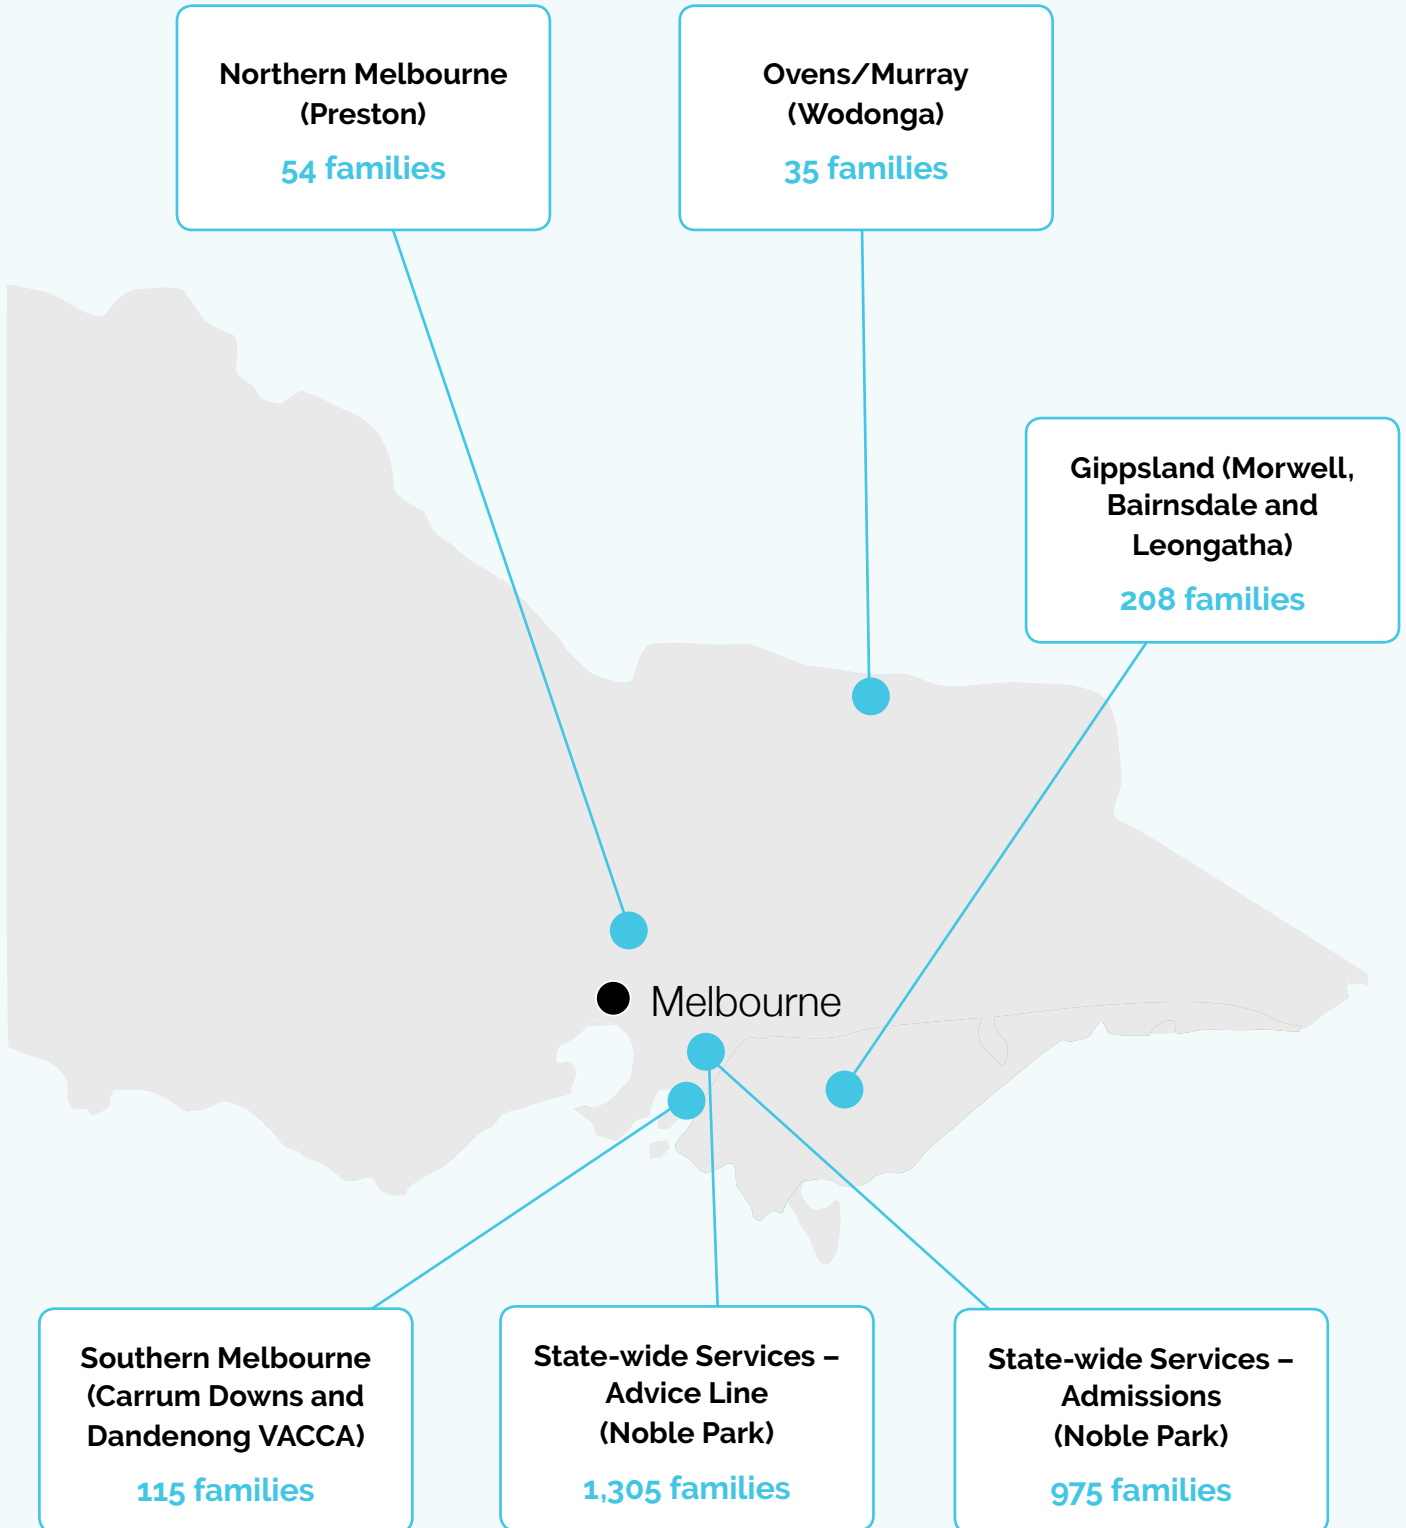 Northern Melbourne
(Preston)
54 families
Ovens/Murray
(Wodonga)
35 families
Gippsland (Morwell,
Bairnsdale and
Leongatha)
208 families
Melbourne
Southern Melbourne
(Carrum Downs and
Dandenong VACCA)
115 families
State-wide Services –
Advice Line
(Noble Park)
1,305 families
State-wide Services –
Admissions
(Noble Park)
975 families